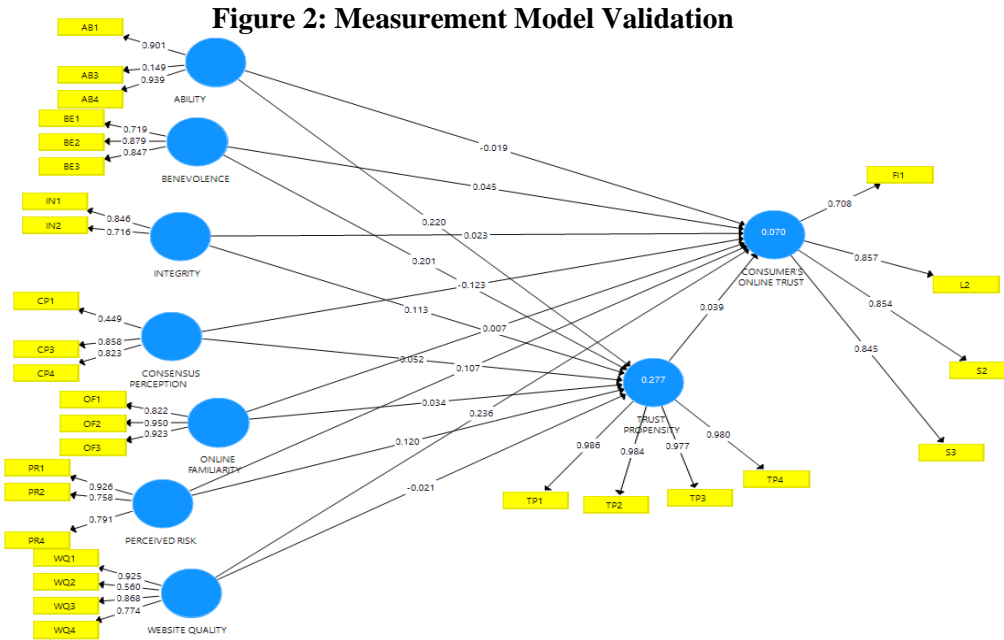 Figure 2: Measurement Model Validation
AB1
0.901
AB3
0.149
0.939
AB4
ABILITY
BE1
0.719
BE2
0.879
0.847
BE3
BENEVOLENCE
IN1
0.846
IN2
0.716
INTEGRITY
CP1
0.449
CP3
0.858
0.823
CP4
CONSENSUS
PERCEPTION
OF1
0.822
OF2
0.950
0.923
OF3
ONLINE
FAMILIARITY
PR1
0.926
PR2
0.758
0.791
PR4
PERCEIVED RISK
WQ1
0.925
WQ2
0.560
WQ3
0.868
0.774
WQ4
WEBSITE QUALITY
-0.019
0.045
0.220
0.023
0.201
-0.123
0.113
0.007
0.052
0.107
0.034
0.236
0.120
-0.021
0.039
0.070
CONSUMER'S
ONLINE TRUST
FI1
0.708
0.857
L2
0.854
S2
0.845
S3
0.277
TRUST
PROPENSITY
0.986
0.984
0.977
0.980
TP1
TP2
TP3
TP4